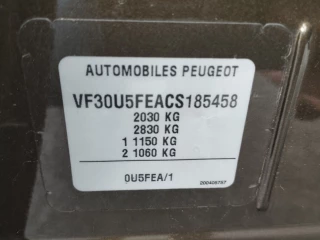 AUTOMOBILES PEUGEOT
VF30U5FEACS185458
2030 KG
2830 KG
1 1150 KG
2 1060 KG
0U5FEA/1